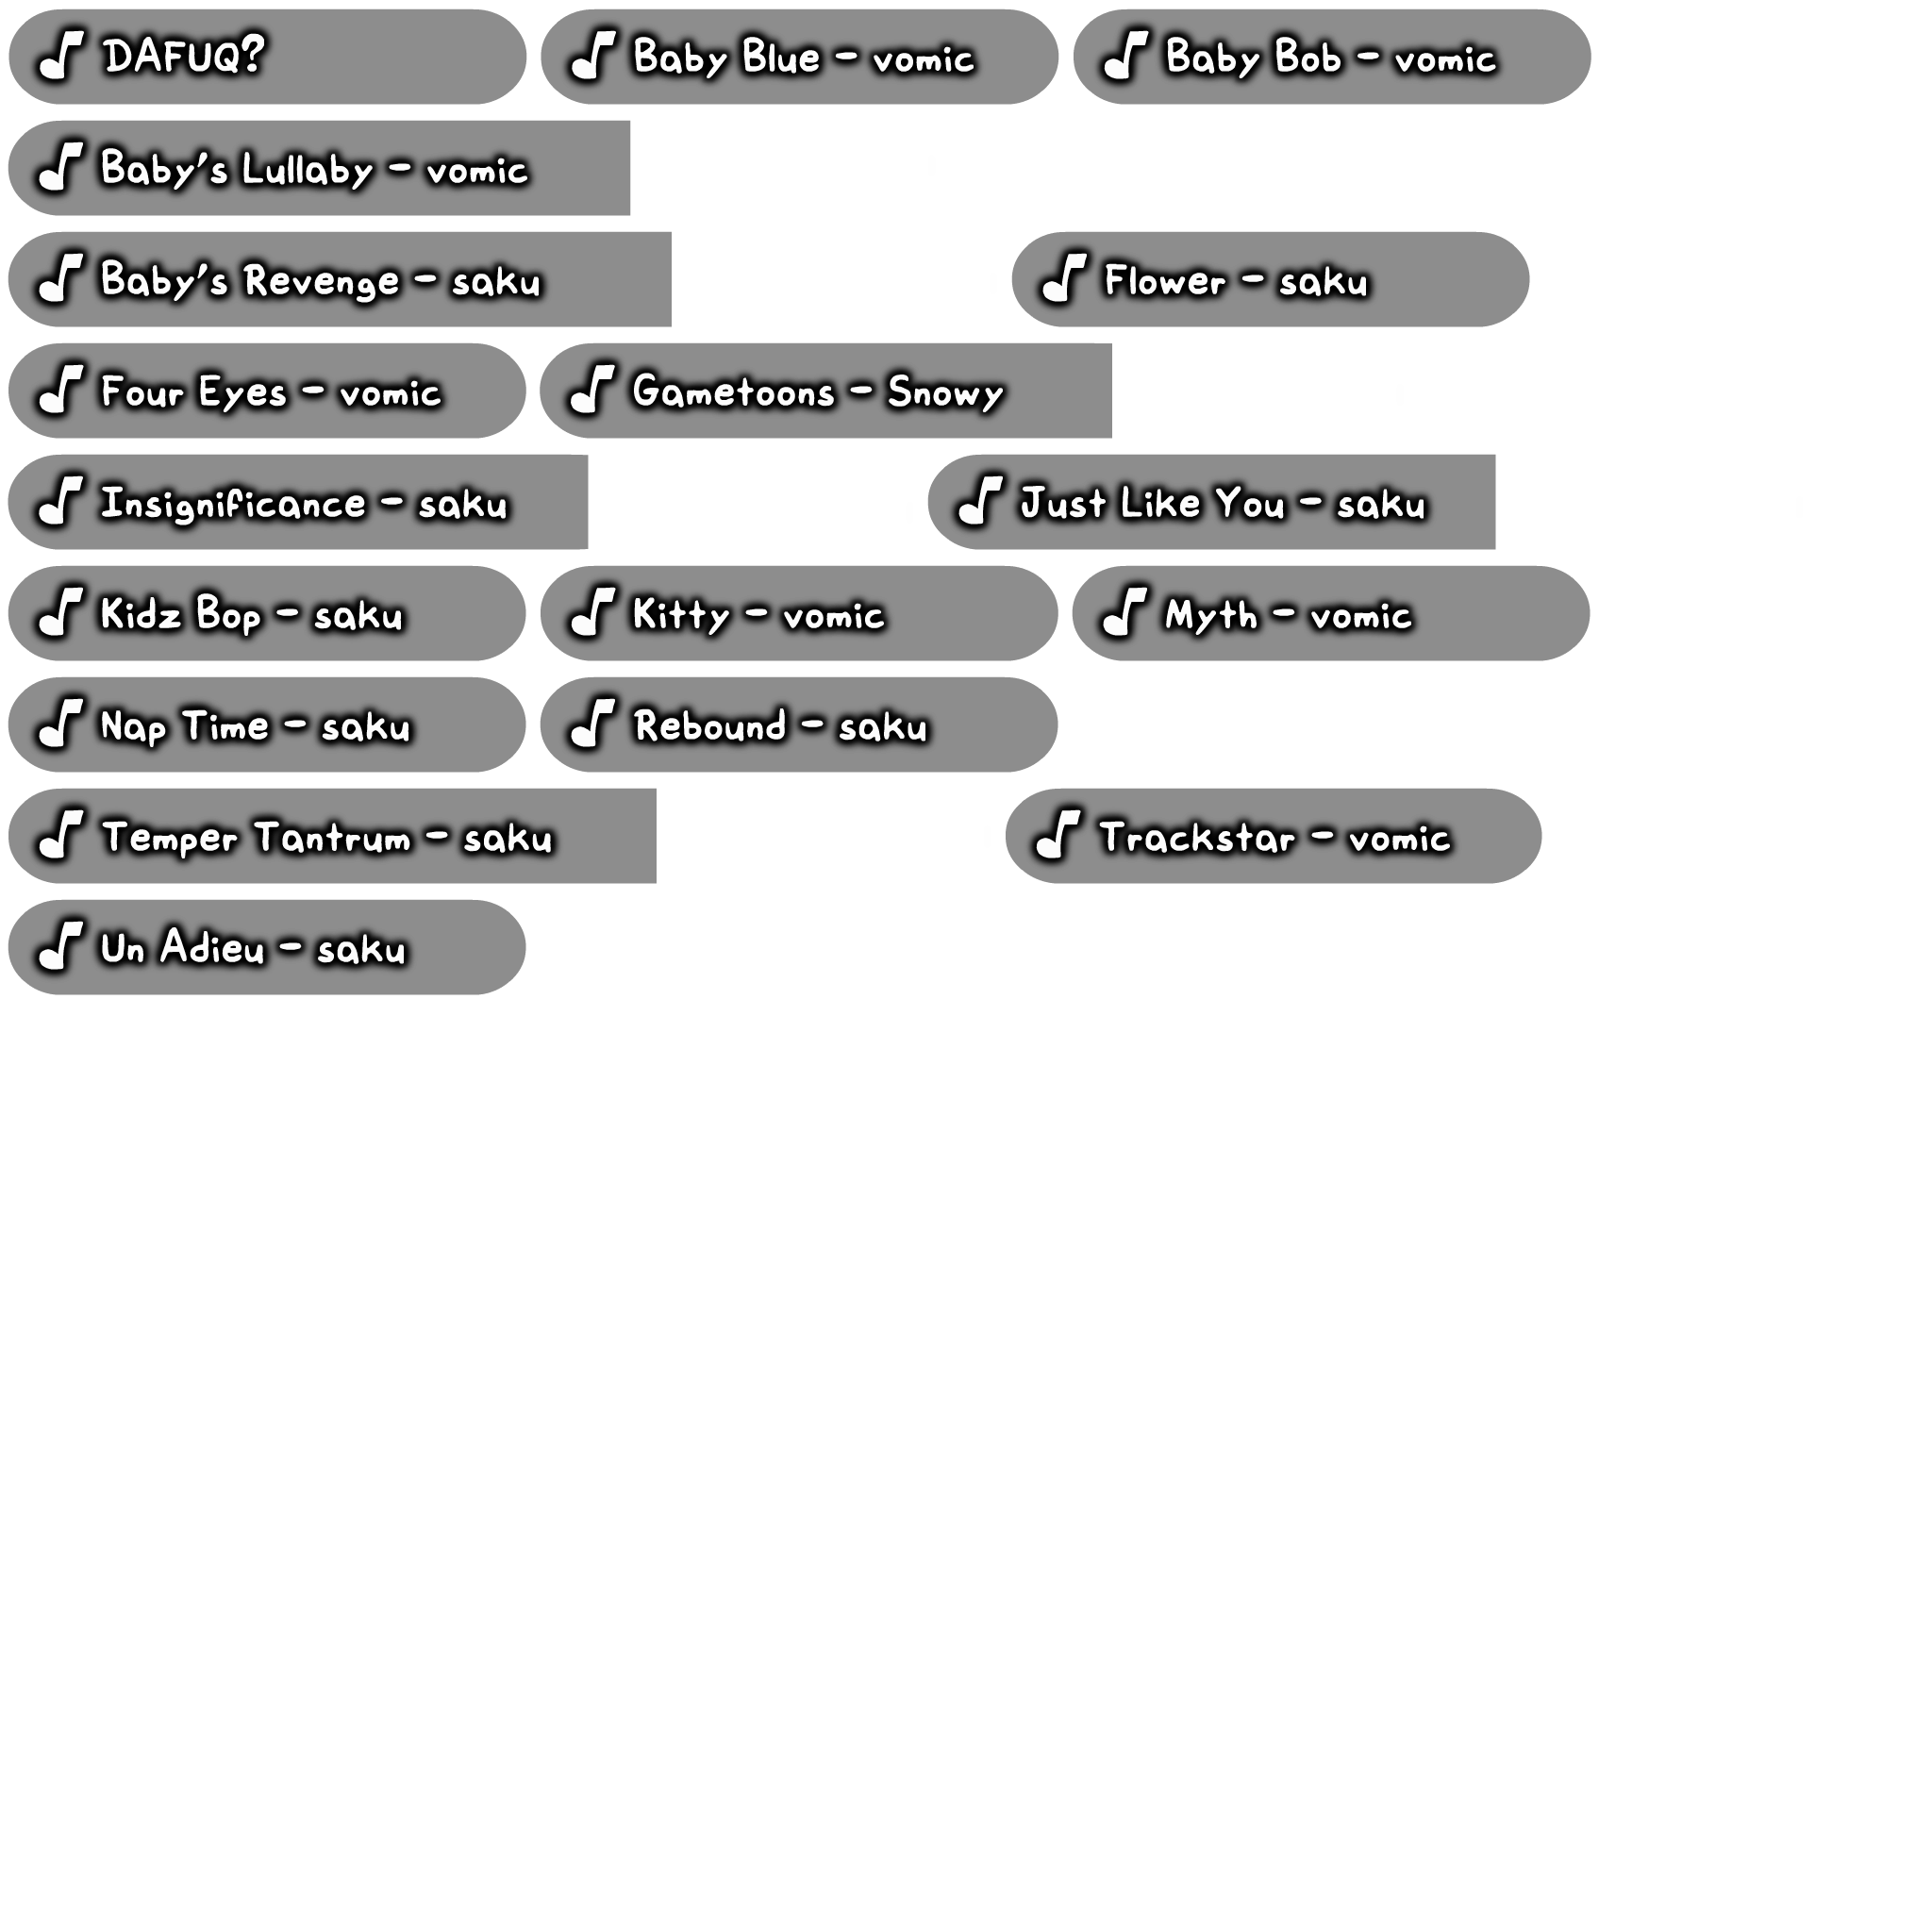 DAFUQ?
Baby Blue - vomic
Baby Bob - vomic
Baby's Lullaby - vomic
Baby's Revenge - saku
Flower - saku
Four Eyes - vomic
Gametoons - Snowy
Insignificance - saku
Just Like You - saku
Kidz Bop - saku
Kitty - vomic
Myth - vomic
Nap Time - saku
Rebound - saku
Temper Tantrum - saku
Trackstar - vomic
Un Adieu - saku